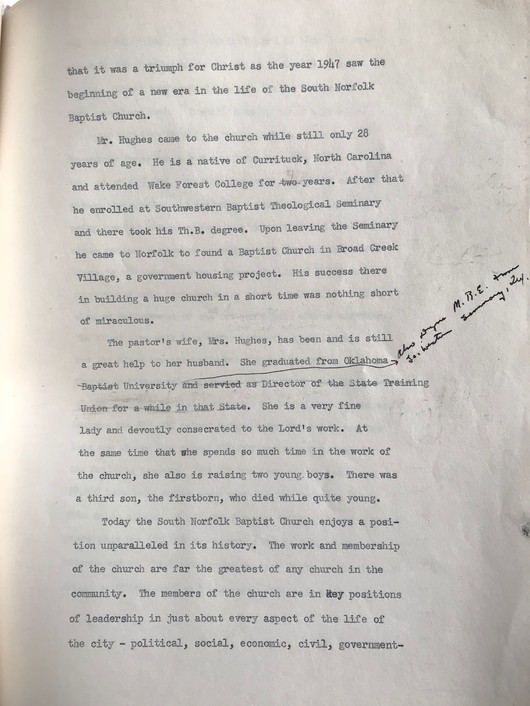 that it was a triumph for Christ as the year 1947 saw the
beginning of a new era in the life of the South Norfolk
Baptist Church.
Mr. Hughes came to the church while still only 28
years of age. He is a native of Currituck, North Carolina
and attended Wake Forest College for two years. After that
he enrolled at Southwestern Baptist Theological Seminary
and there took his Th.B. degree. Upon leaving the Seminary
he came to Norfolk to found a Baptist Church in Broad Creek
Village, a government housing project. His success there
in building a huge church in a short time was nothing short
of miraculous.
The pastor's wife, Mrs. Hughes, has been and is still
a great help to her husband. She graduated from Oklahoma
Baptist University and servied as Director of the State Training
Union for a while in that State. She is a very fine
lady and devoutly consecrated to the Lord's work. At
the same time that she spends so much time in the work of
the church, she also is raising two young boys. There was
a third son, the firstborn, who died while quite young.
Today the South Norfolk Baptist Church enjoys a posi-
tion unparalleled in its history. The work and membership
of the church are far the greatest of any church in the
community. The members of the church are in key positions
of leadership in just about every aspect of the life of
the city - political, social, economic, civil, government-
Also degree M.R.E. from
So. Western Seminary, Tex.